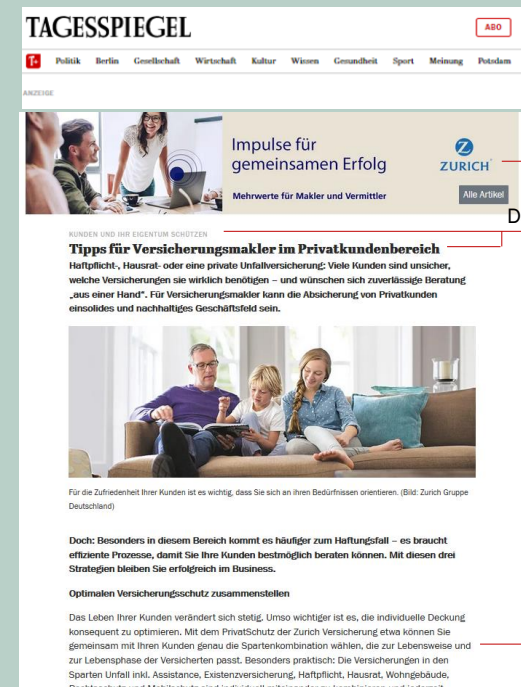 TAGESSPIEGEL
ABO
T+ Politik Berlin Gesellschaft Wirtschaft Kultur Wissen Gesundheit Sport Meinung Potsdam
ANZEIGE
Impulse für
gemeinsamen Erfolg
Mehrwerte für Makler und Vermittler
Z
ZURICH
Alle Artikel
D
KUNDEN UND IHR EIGENTUM SCHÜTZEN
Tipps für Versicherungsmakler im Privatkundenbereich
Haftpflicht-, Hausrat- oder eine private Unfallversicherung: Viele Kunden sind unsicher,
welche Versicherungen sie wirklich benötigen – und wünschen sich zuverlässige Beratung
„aus einer Hand“. Für Versicherungsmakler kann die Absicherung von Privatkunden
einsolides und nachhaltiges Geschäftsfeld sein.
Für die Zufriedenheit Ihrer Kunden ist es wichtig, dass Sie sich an ihren Bedürfnissen orientieren. (Bild: Zurich Gruppe
Deutschland)
Doch: Besonders in diesem Bereich kommt es häufiger zum Haftungsfall – es braucht
effiziente Prozesse, damit Sie Ihre Kunden bestmöglich beraten können. Mit diesen drei
Strategien bleiben Sie erfolgreich im Business.
Optimalen Versicherungsschutz zusammenstellen
Das Leben Ihrer Kunden verändert sich stetig. Umso wichtiger ist es, die individuelle Deckung
konsequent zu optimieren. Mit dem PrivatSchutz der Zurich Versicherung etwa können Sie
gemeinsam mit Ihren Kunden genau die Spartenkombination wählen, die zur Lebensweise und
zur Lebensphase der Versicherten passt. Besonders praktisch: Die Versicherungen in den
Sparten Unfall inkl. Assistance, Existenzversicherung, Haftpflicht, Hausrat, Wohngebäude,